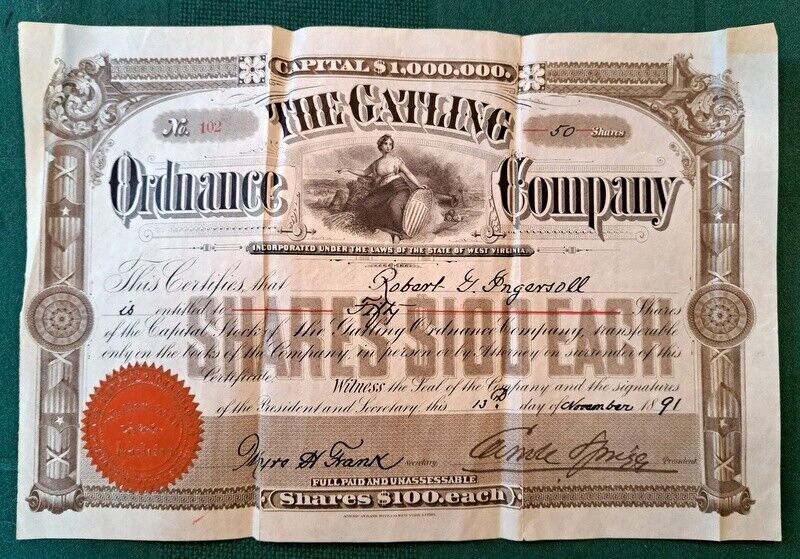 CAPITAL $1,000,000.
THE GATLING
No. 102
50 Shares
Ordnance Company
INCORPORATED UNDER THE LAWS OF THE STATE OF WEST VIRGINIA.
This Certifies, that Robert G. Ingersoll
is entitled to Fifty Shares
SHARES $100 EACH
of the Capital Stock of The Gatling Ordnance Company, transferable
only on the books of the Company, in person or by Attorney on surrender of this
Certificate.
Witness the Seal of the Company and the signatures
of the President and Secretary, this 13th day of November 1891
Frank Secretary. President
FULL PAID AND UNASSESSABLE
(Shares $100. each)